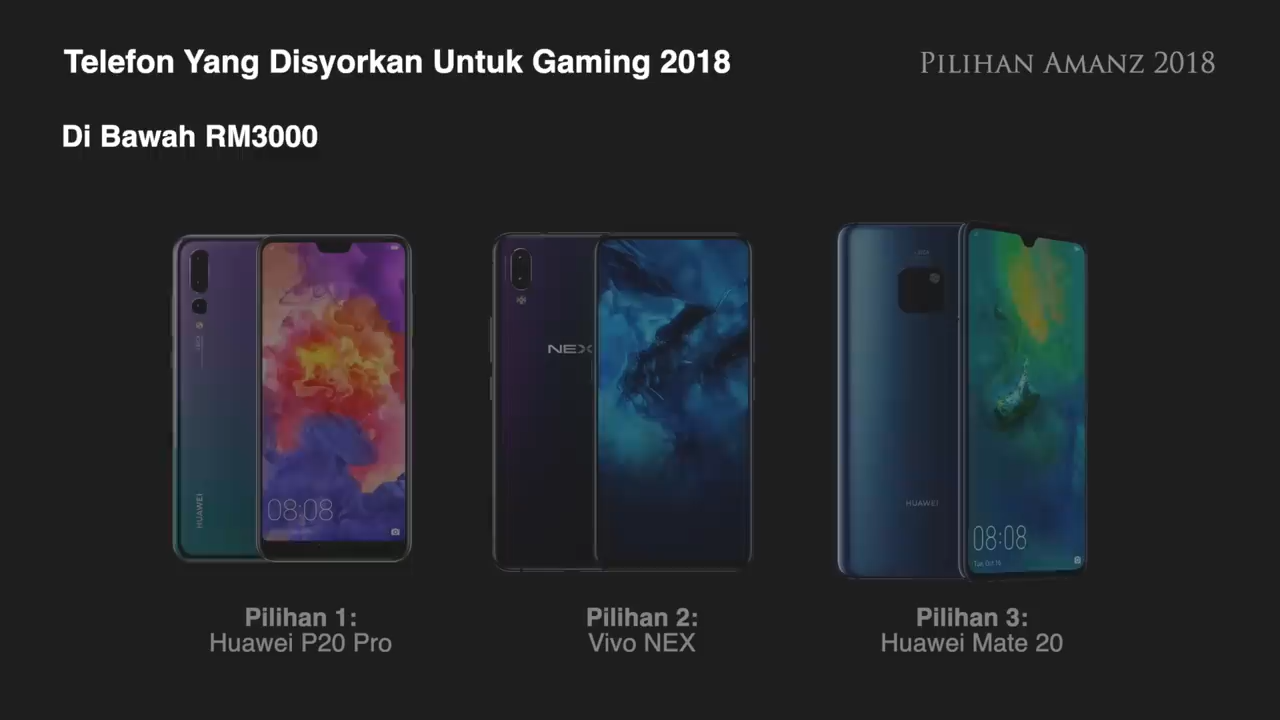 Telefon Yang Disyorkan Untuk Gaming 2018
PILIHAN AMANZ 2018
Di Bawah RM3000
HUAWEI
08:08
NEX
HUAWEI
08:08
Pilihan 1:
Huawei P20 Pro
Pilihan 2:
Vivo NEX
Pilihan 3:
Huawei Mate 20